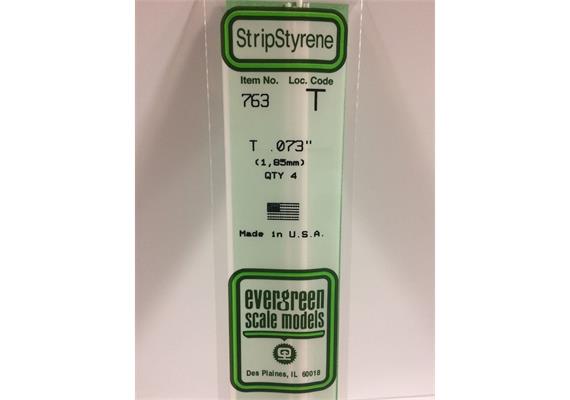 StripStyrene
Item No. Loc. Code
763 T
T .073"
(1,85mm)
QTY 4
Made in U.S.A.
evergreen
scale models
Des Plaines, IL 60018